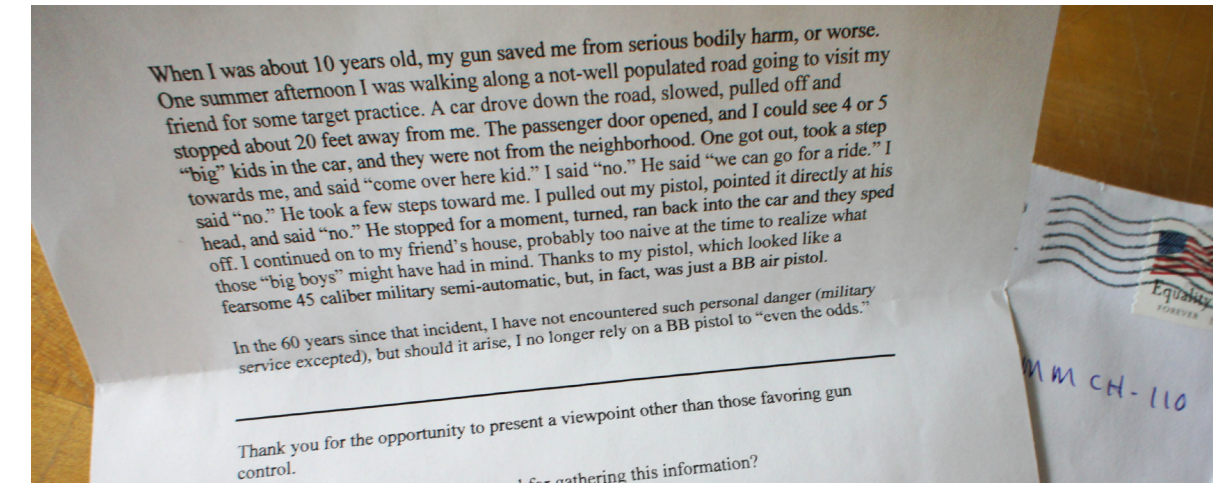 When I was about 10 years old, my gun saved me from serious bodily harm, or worse.
One summer afternoon I was walking along a not-well populated road going to visit my
friend for some target practice. A car drove down the road, slowed, pulled off and
stopped about 20 feet away from me. The passenger door opened, and I could see 4 or 5
“big” kids in the car, and they were not from the neighborhood. One got out, took a step
towards me, and said “come over here kid.” I said “no.” He said “we can go for a ride.” I
said “no.” He took a few steps toward me. I pulled out my pistol, pointed it directly at his
head, and said “no.” He stopped for a moment, turned, ran back into the car and they sped
off. I continued on to my friend’s house, probably too naive at the time to realize what
those “big boys” might have had in mind. Thanks to my pistol, which looked like a
fearsome 45 caliber military semi-automatic, but, in fact, was just a BB air pistol.
In the 60 years since that incident, I have not encountered such personal danger (military
service excepted), but should it arise, I no longer rely on a BB pistol to “even the odds.”
Thank you for the opportunity to present a viewpoint other than those favoring gun
control.
for gathering this information?
Equality
FOREVER
MM CH-110